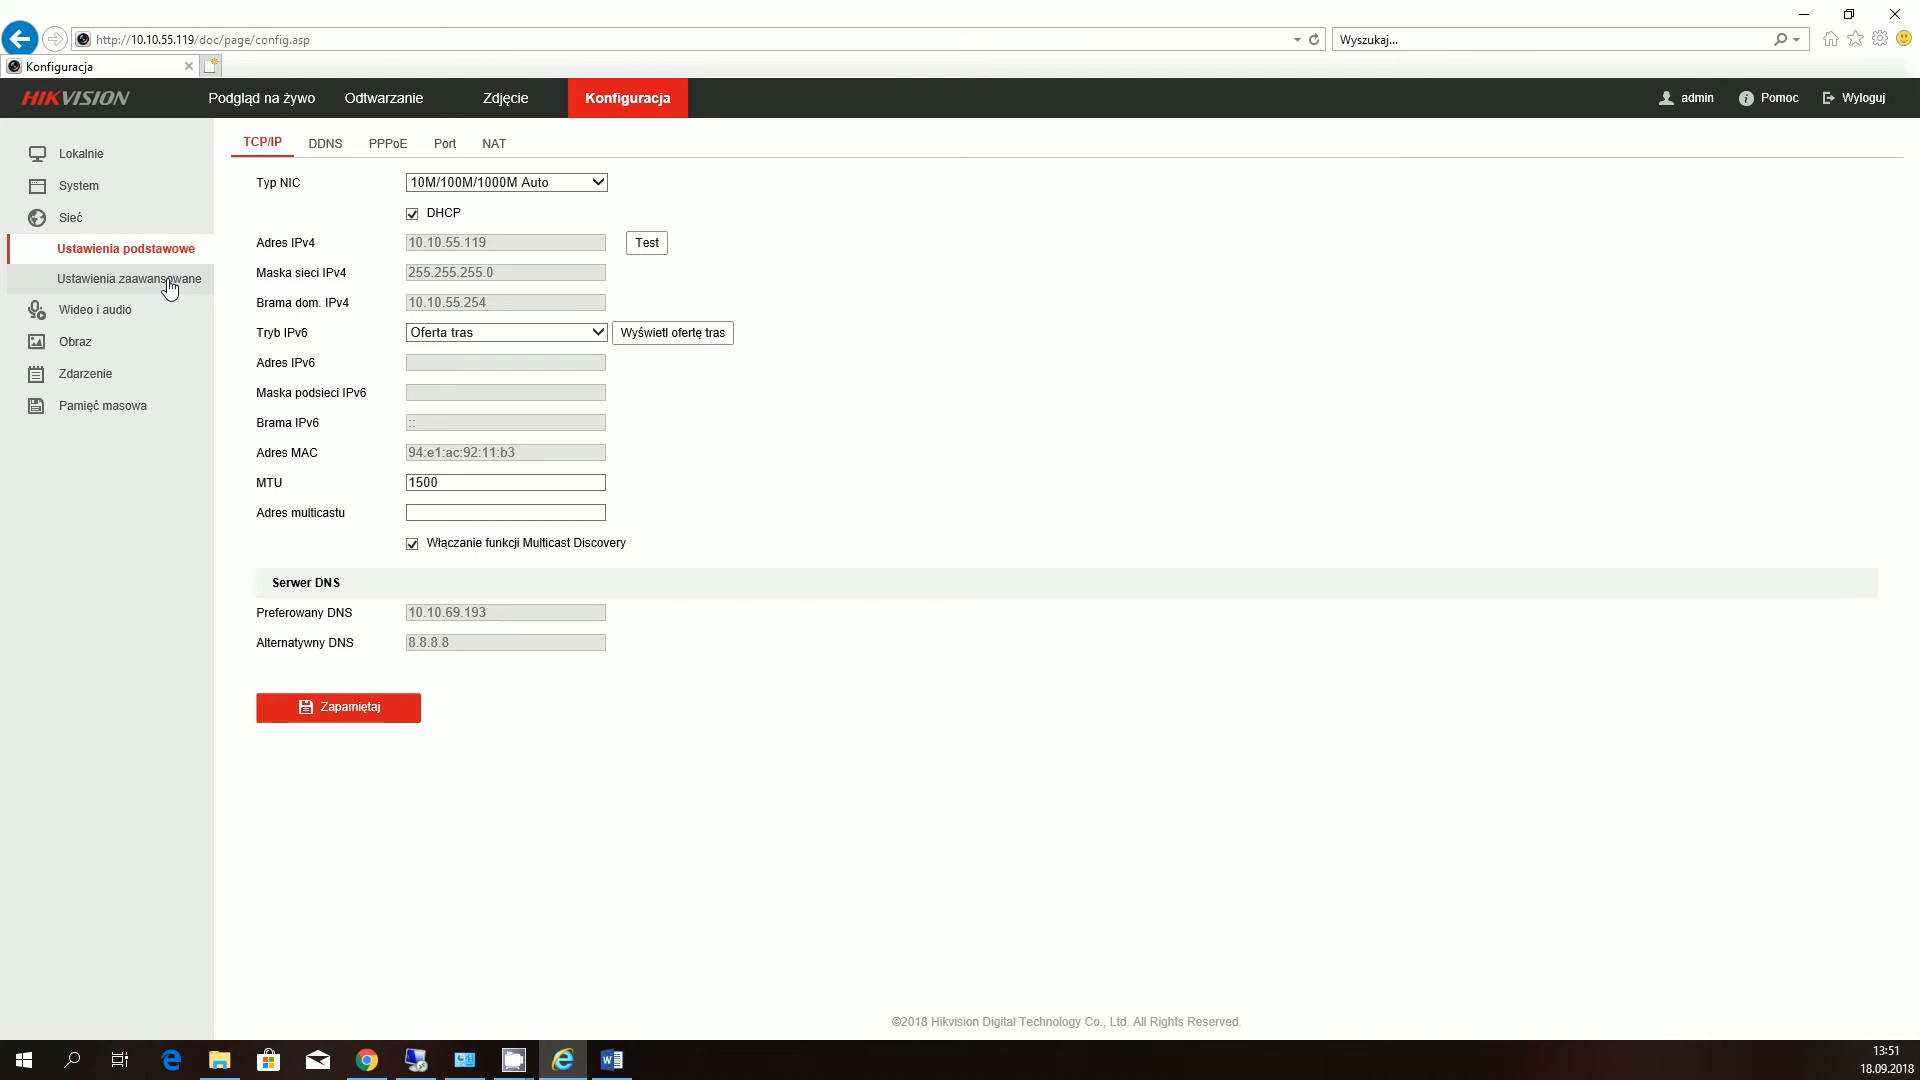 http://10.10.55.119/doc/page/config.asp
Wyszukaj...
Konfiguracja
HIKVISION
Podgląd na żywo
Odtwarzanie
Zdjęcie
Konfiguracja
admin
Pomoc
Wyloguj
Lokalnie
System
Sieć
Ustawienia podstawowe
Ustawienia zaawansowane
Wideo i audio
Obraz
Zdarzenie
Pamięć masowa
TCP/IP
DDNS
PPPoE
Port
NAT
Typ NIC
10M/100M/1000M Auto
DHCP
Adres IPv4
10.10.55.119
Test
Maska sieci IPv4
255.255.255.0
Brama dom. IPv4
10.10.55.254
Tryb IPv6
Oferta tras
Wyświetl ofertę tras
Adres IPv6
Maska podsieci IPv6
Brama IPv6
::
Adres MAC
94:e1:ac:92:11:b3
MTU
1500
Adres multicastu
Włączanie funkcji Multicast Discovery
Serwer DNS
Preferowany DNS
10.10.69.193
Alternatywny DNS
8.8.8.8
Zapamiętaj
©2018 Hikvision Digital Technology Co., Ltd. All Rights Reserved.
13:51
18.09.2018